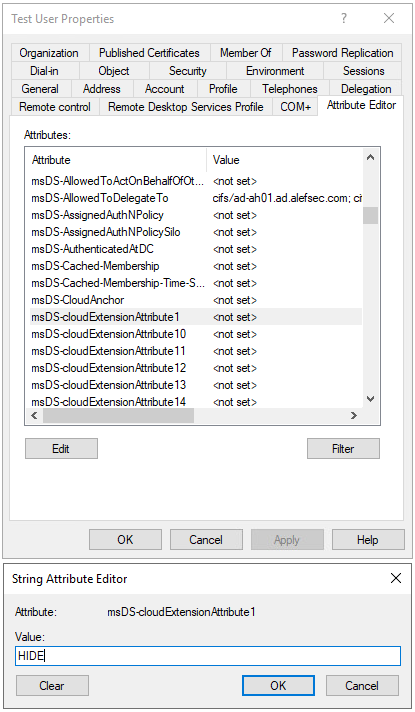 Test User Properties
Organization Published Certificates Member Of Password Replication
Dial-in Object Security Environment Sessions
General Address Account Profile Telephones Delegation
Remote control Remote Desktop Services Profile COM+ Attribute Editor
Attributes:
Attribute Value
msDS-AllowedToActOnBehalfOfOt... <not set>
msDS-AllowedToDelegateTo cifs/ad-ah01.ad.alefsec.com; cif
msDS-AssignedAuthNPolicy <not set>
msDS-AssignedAuthNPolicySilo <not set>
msDS-AuthenticatedAtDC <not set>
msDS-Cached-Membership <not set>
msDS-Cached-Membership-Time-S... <not set>
msDS-CloudAnchor <not set>
msDS-cloudExtensionAttribute1 <not set>
msDS-cloudExtensionAttribute10 <not set>
msDS-cloudExtensionAttribute11 <not set>
msDS-cloudExtensionAttribute12 <not set>
msDS-cloudExtensionAttribute13 <not set>
msDS-cloudExtensionAttribute14 <not set>
Edit Filter
OK Cancel Apply Help
String Attribute Editor
Attribute: msDS-cloudExtensionAttribute1
Value:
HIDE
Clear OK Cancel